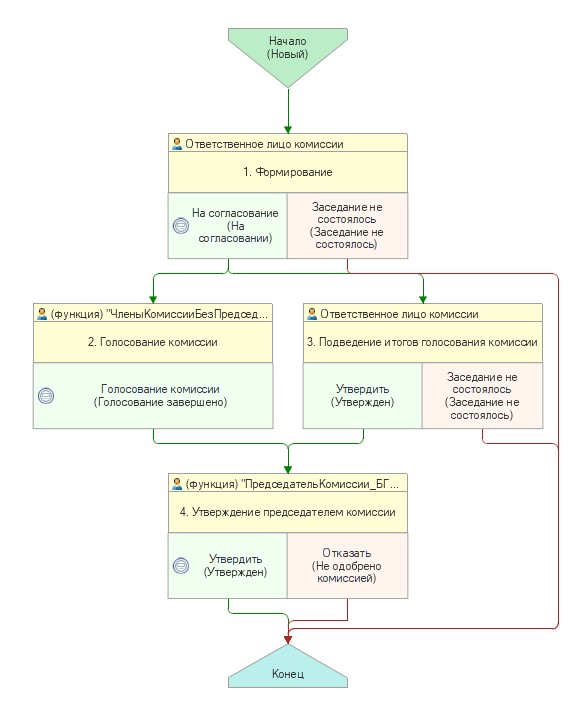 Начало
(Новый)
Ответственное лицо комиссии
1. Формирование
На согласование
(На
согласовании)
Заседание не
состоялось
(Заседание не
состоялось)
(функция) "ЧленыКомиссииБезПредсед...
2. Голосование комиссии
Голосование комиссии
(Голосование завершено)
Ответственное лицо комиссии
3. Подведение итогов голосования комиссии
Утвердить
(Утвержден)
Заседание не
состоялось
(Заседание не
состоялось)
(функция) "ПредседательКомиссии_БГ...
4. Утверждение председателем комиссии
Утвердить
(Утвержден)
Отказать
(Не одобрено
комиссией)
Конец